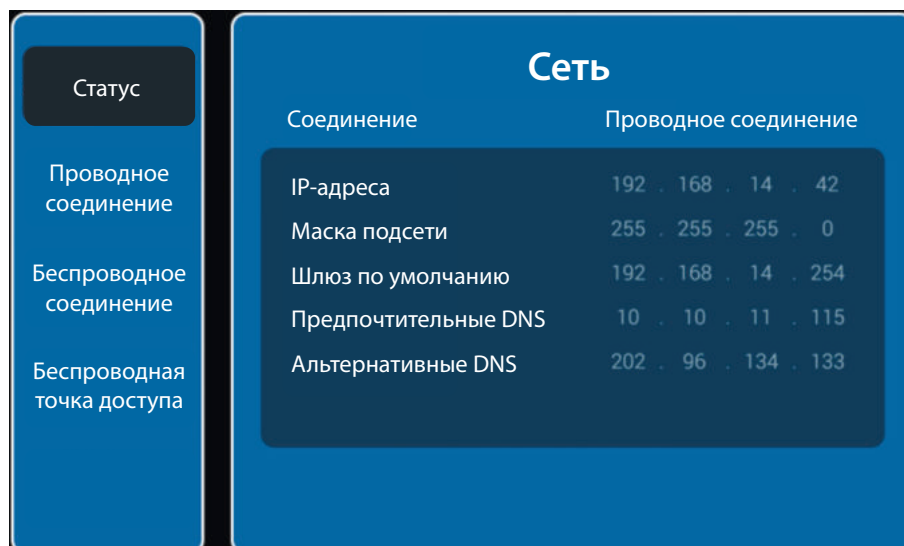 Статус
Проводное
соединение
Беспроводное
соединение
Беспроводная
точка доступа
Сеть
Соединение Проводное соединение
IP-адреса 192 . 168 . 14 . 42
Маска подсети 255 . 255 . 255 . 0
Шлюз по умолчанию 192 . 168 . 14 . 254
Предпочтительные DNS 10 . 10 . 11 . 115
Альтернативные DNS 202 . 96 . 134 . 133